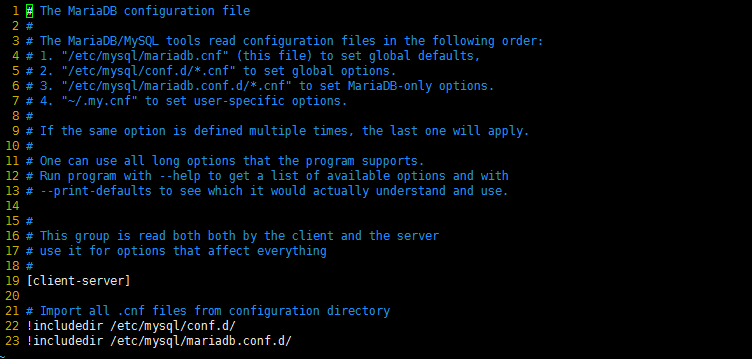 1 # The MariaDB configuration file
2 #
3 # The MariaDB/MySQL tools read configuration files in the following order:
4 # 1. "/etc/mysql/mariadb.cnf" (this file) to set global defaults,
5 # 2. "/etc/mysql/conf.d/*.cnf" to set global options.
6 # 3. "/etc/mysql/mariadb.conf.d/*.cnf" to set MariaDB-only options.
7 # 4. "~/.my.cnf" to set user-specific options.
8 #
9 # If the same option is defined multiple times, the last one will apply.
10 #
11 # One can use all long options that the program supports.
12 # Run program with --help to get a list of available options and with
13 # --print-defaults to see which it would actually understand and use.
14
15 #
16 # This group is read both both by the client and the server
17 # use it for options that affect everything
18 #
19 [client-server]
20
21 # Import all .cnf files from configuration directory
22 !includedir /etc/mysql/conf.d/
23 !includedir /etc/mysql/mariadb.conf.d/
~